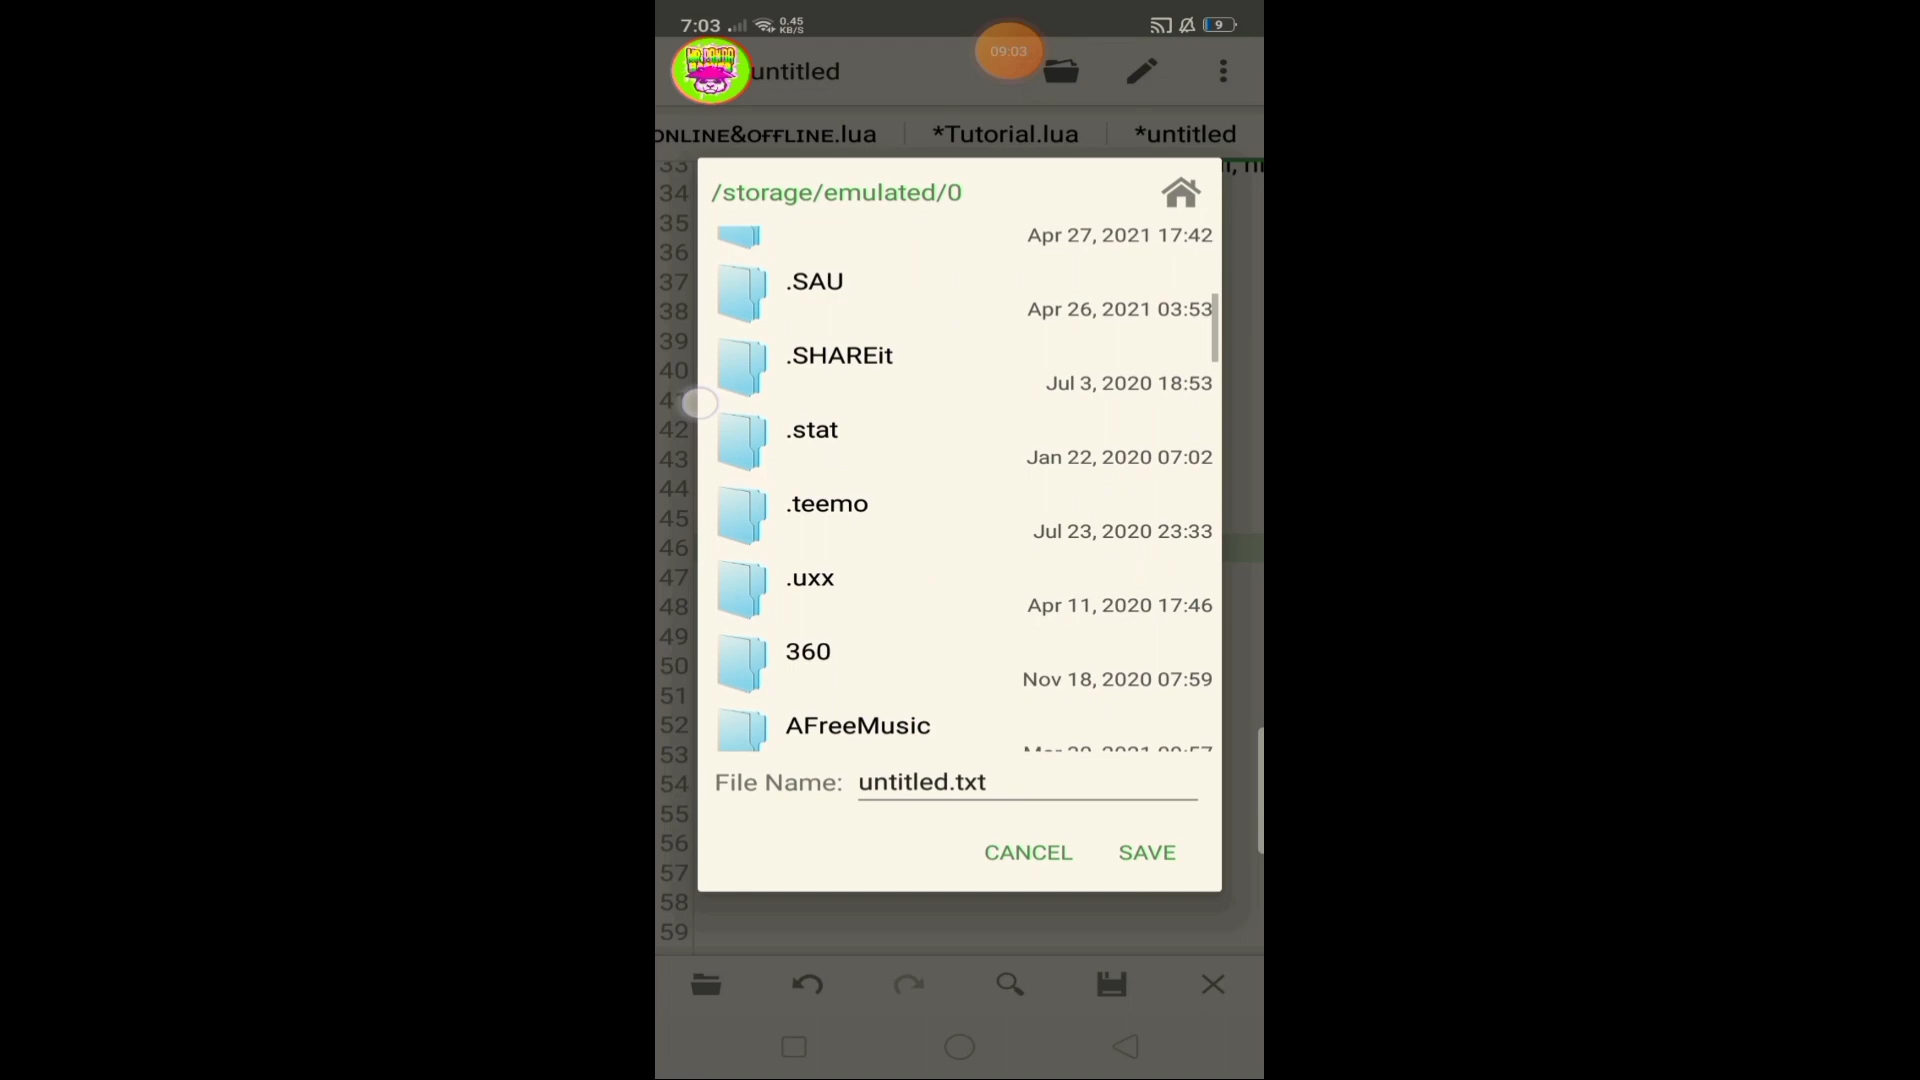 7:03 0.45 KB/S 9
09:03
untitled
ONLINE&OFFLINE.lua *Tutorial.lua *untitled
33
34
35
36
37
38
39
40
42
43
44
45
46
47
48
49
50
51
52
53
54
55
56
57
58
59
/storage/emulated/0
Apr 27, 2021 17:42
.SAU
Apr 26, 2021 03:53
.SHAREit
Jul 3, 2020 18:53
.stat
Jan 22, 2020 07:02
.teemo
Jul 23, 2020 23:33
.uxx
Apr 11, 2020 17:46
360
Nov 18, 2020 07:59
AFreeMusic
File Name: untitled.txt
CANCEL SAVE